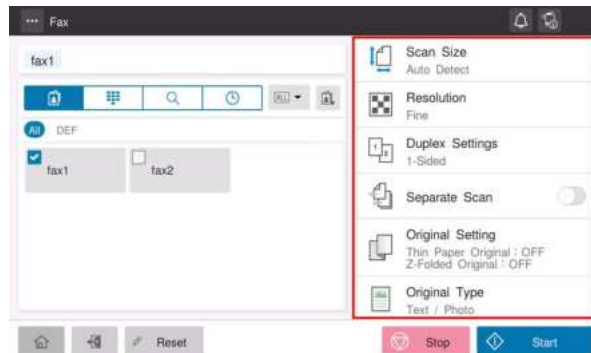 Fax
fax1
ALL
All
DEF
fax1
fax2
Scan Size
Auto Detect
Resolution
Fine
Duplex Settings
1-Sided
Separate Scan
Original Setting
Thin Paper Original : OFF
Z-Folded Original : OFF
Original Type
Text / Photo
Reset
Stop
Start